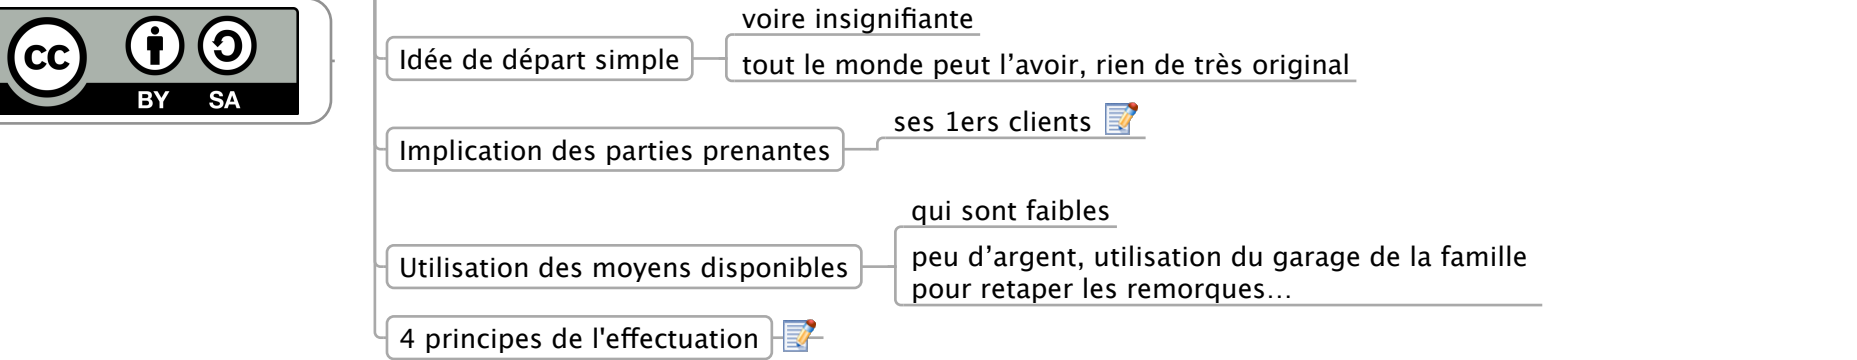 cc
BY SA
Idée de départ simple
voire insignifiante
tout le monde peut l’avoir, rien de très original
Implication des parties prenantes
ses 1ers clients
Utilisation des moyens disponibles
qui sont faibles
peu d’argent, utilisation du garage de la famille
pour retaper les remorques…
4 principes de l'effectuation